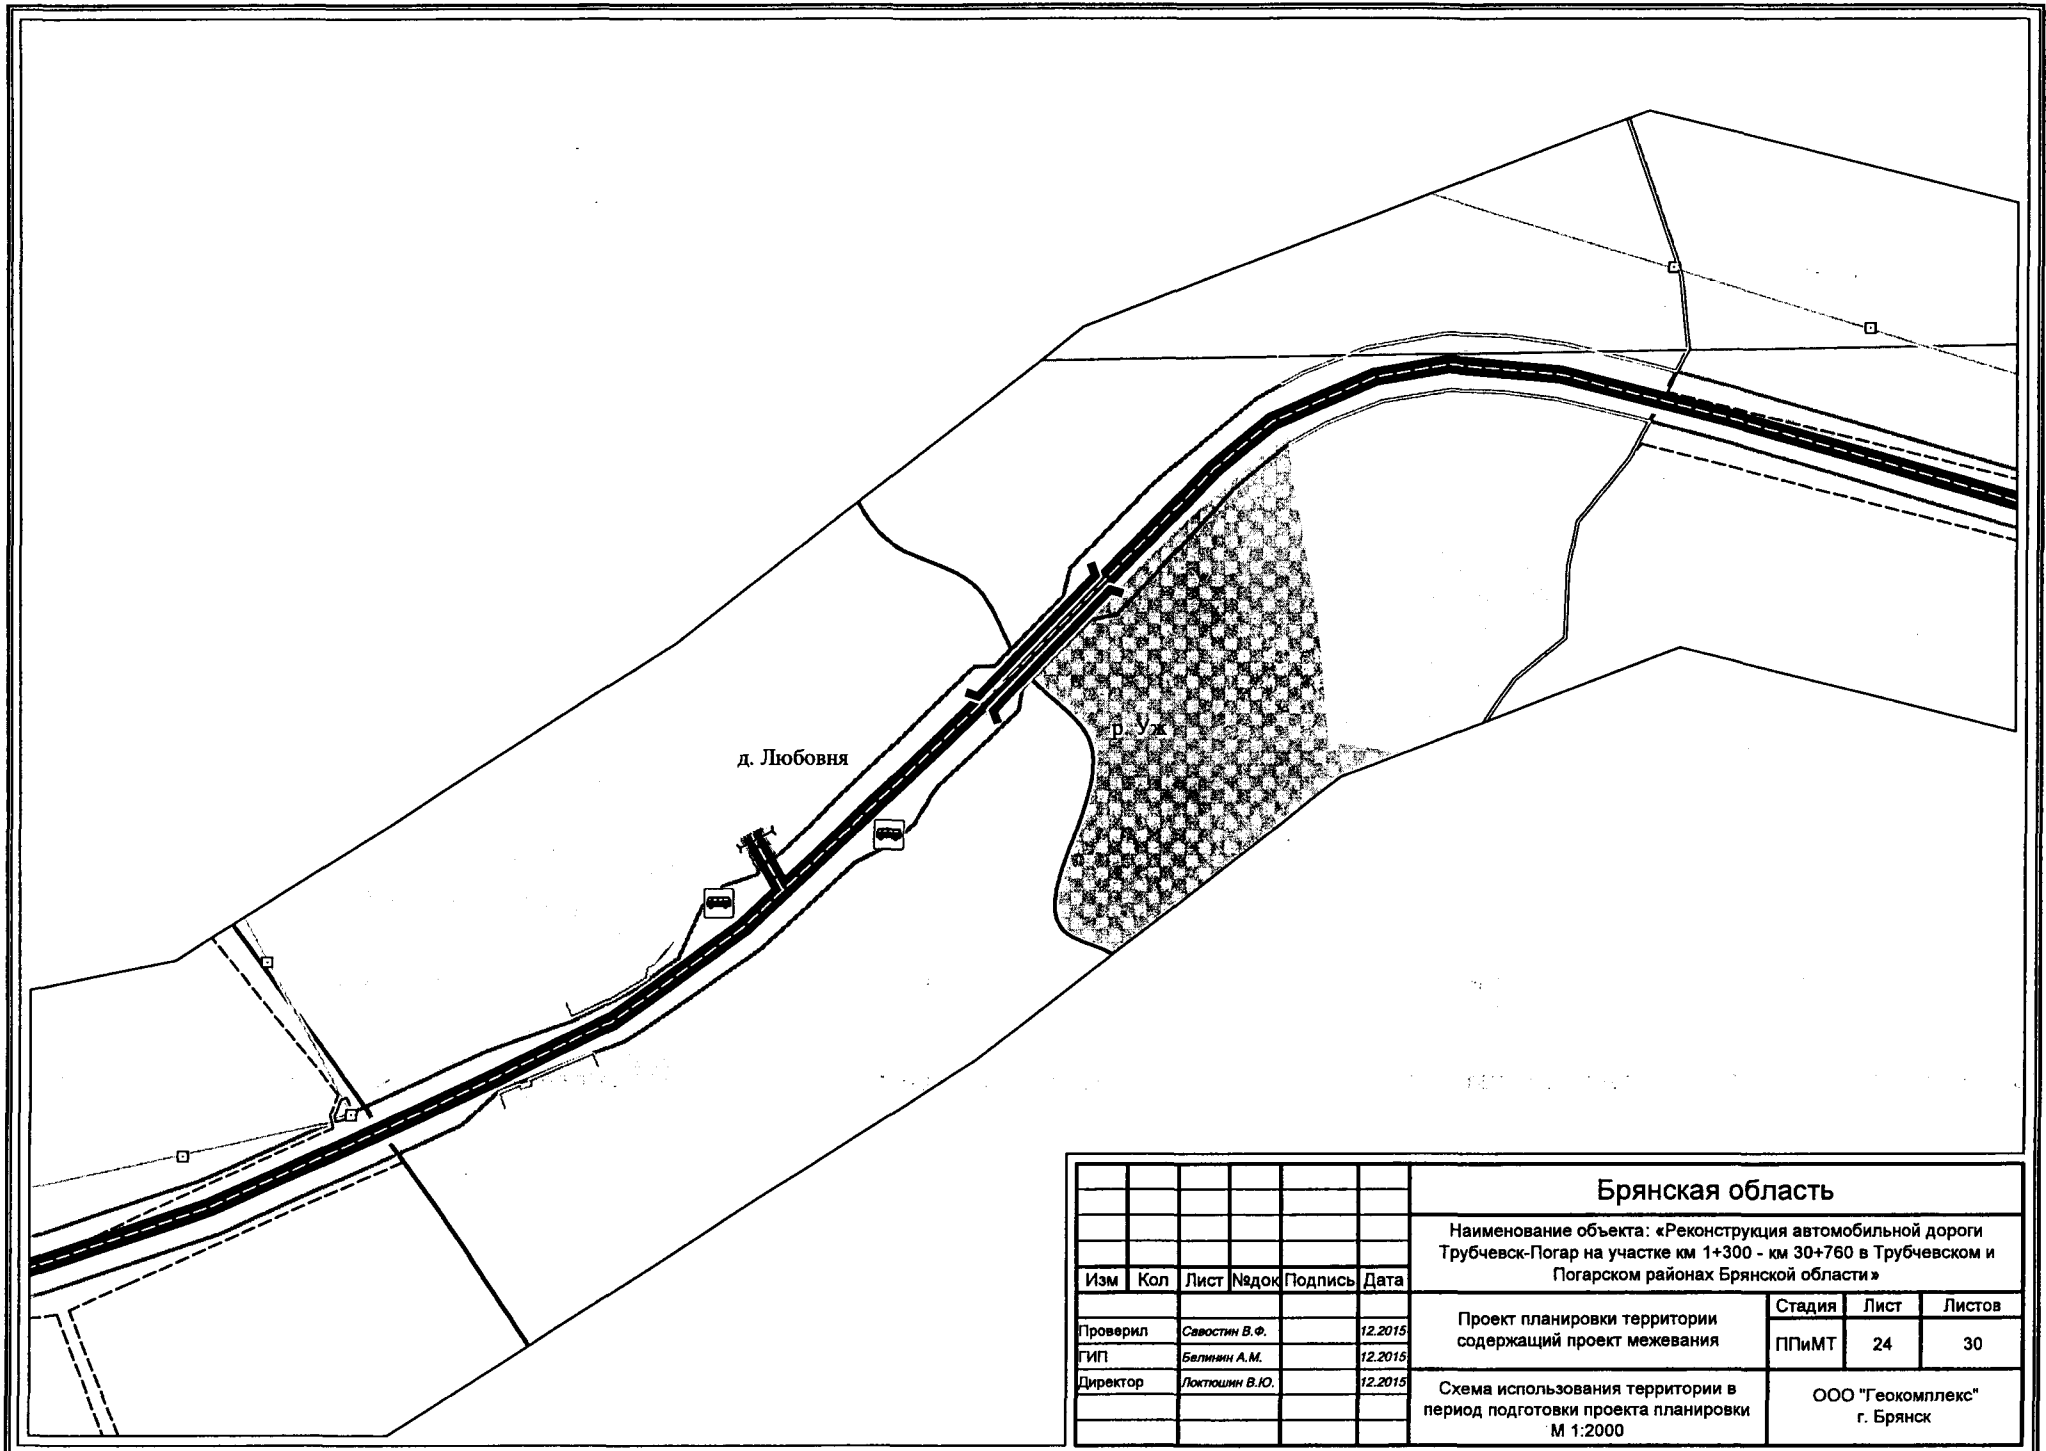 р. Уж
д. Любовня
Брянская область
Наименование объекта: «Реконструкция автомобильной дороги
Трубчевск-Погар на участке км 1+300 - км 30+760 в Трубчевском и
Погарском районах Брянской области»
Изм Кол Лист №док Подпись Дата
Проект планировки территории
содержащий проект межевания
Стадия Лист Листов
ППиМТ 24 30
Проверил Савостин В.Ф. 12.2015
ГИП Белинин А.М. 12.2015
Директор Локтюшин В.Ю. 12.2015
Схема использования территории в
период подготовки проекта планировки
М 1:2000
ООО "Геокомплекс"
г. Брянск